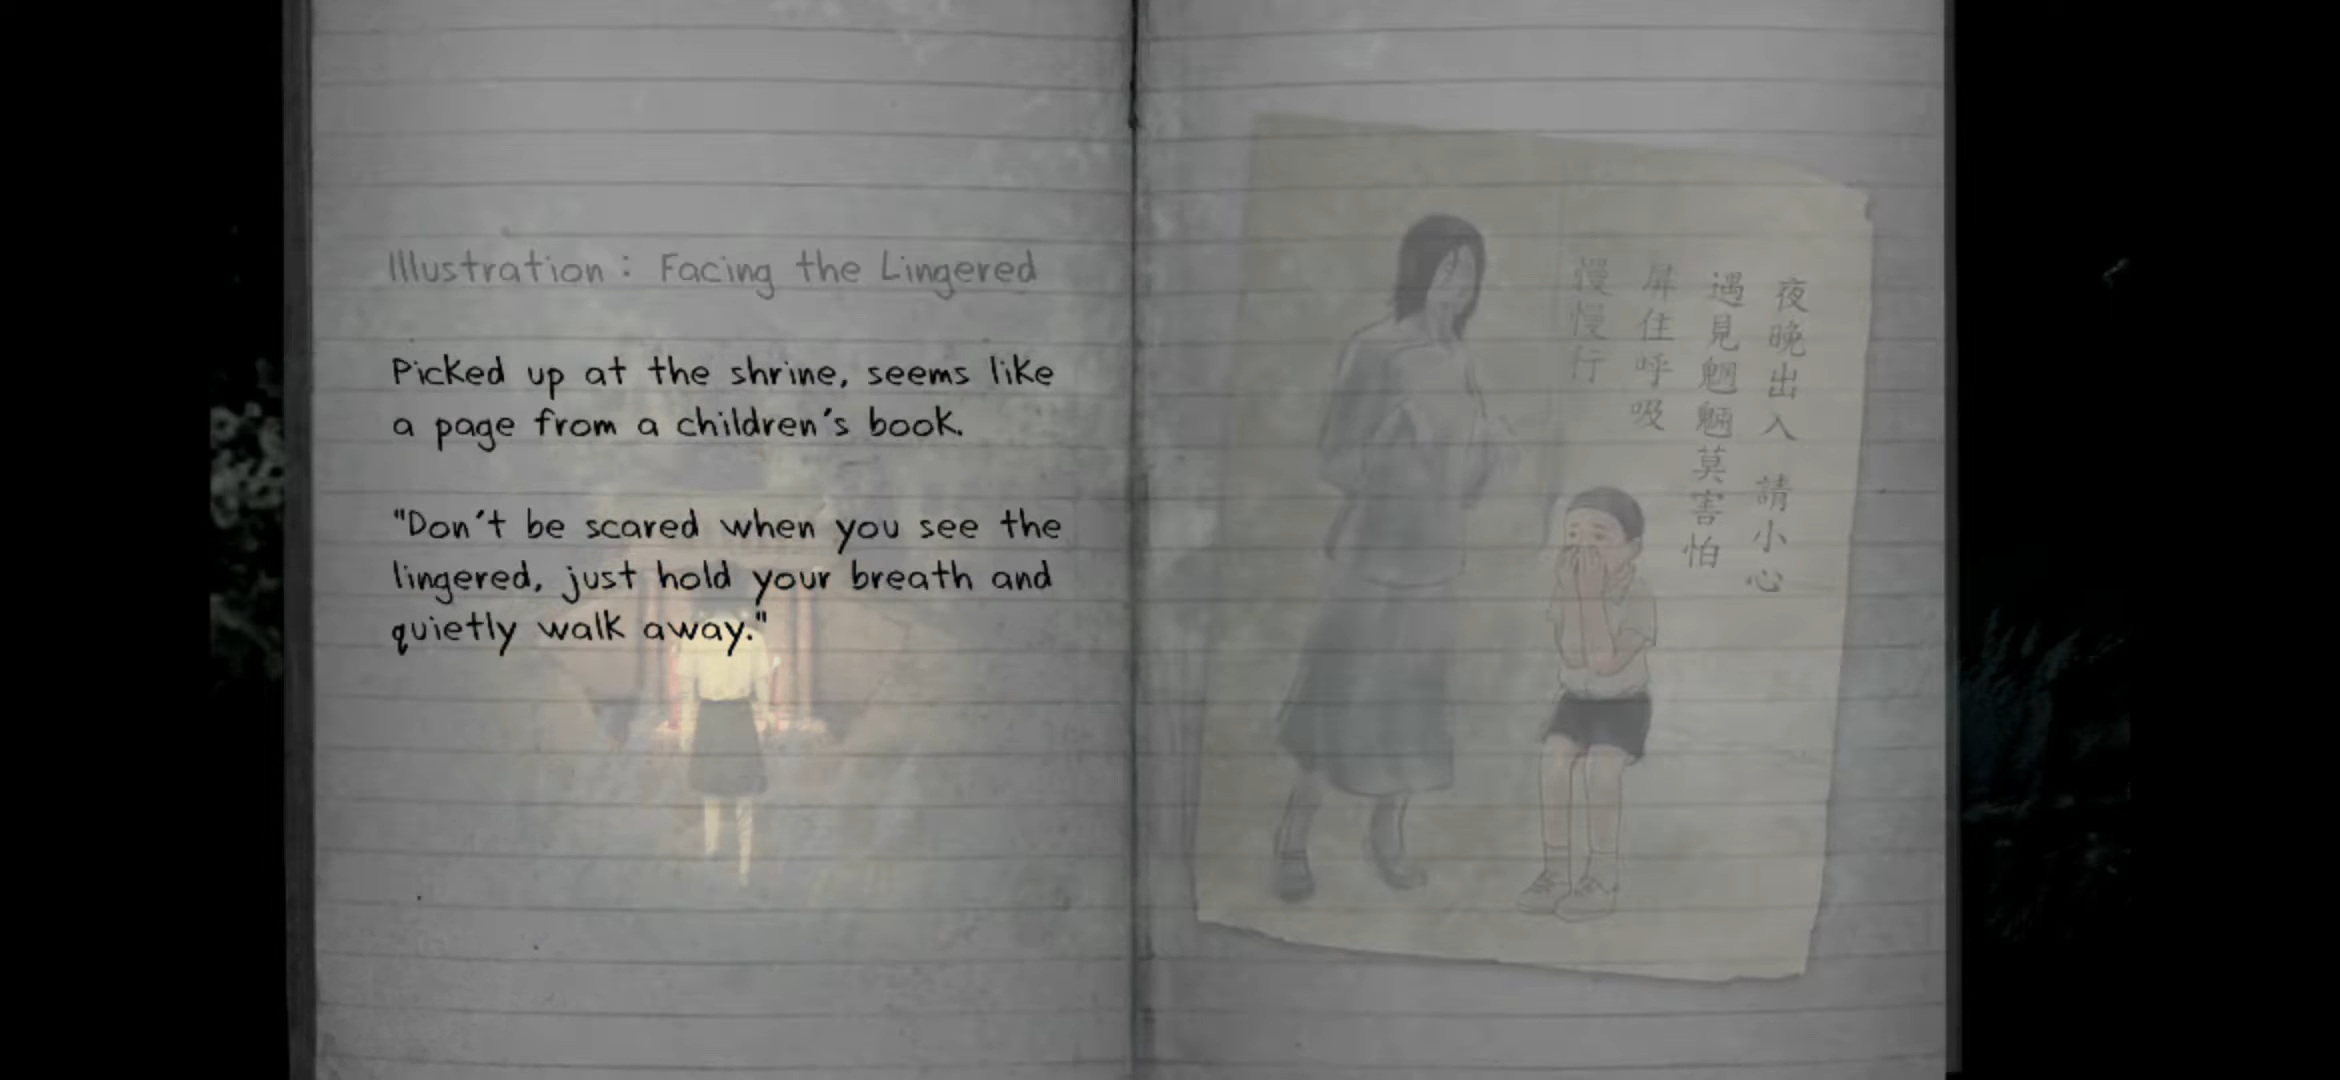 Illustration : Facing the Lingered
Picked up at the shrine, seems like
a page from a children's book.
"Don't be scared when you see the
lingered, just hold your breath and
quietly walk away."
夜晚出入 請小心
遇見魍魎莫害怕
屏住呼吸
慢慢行